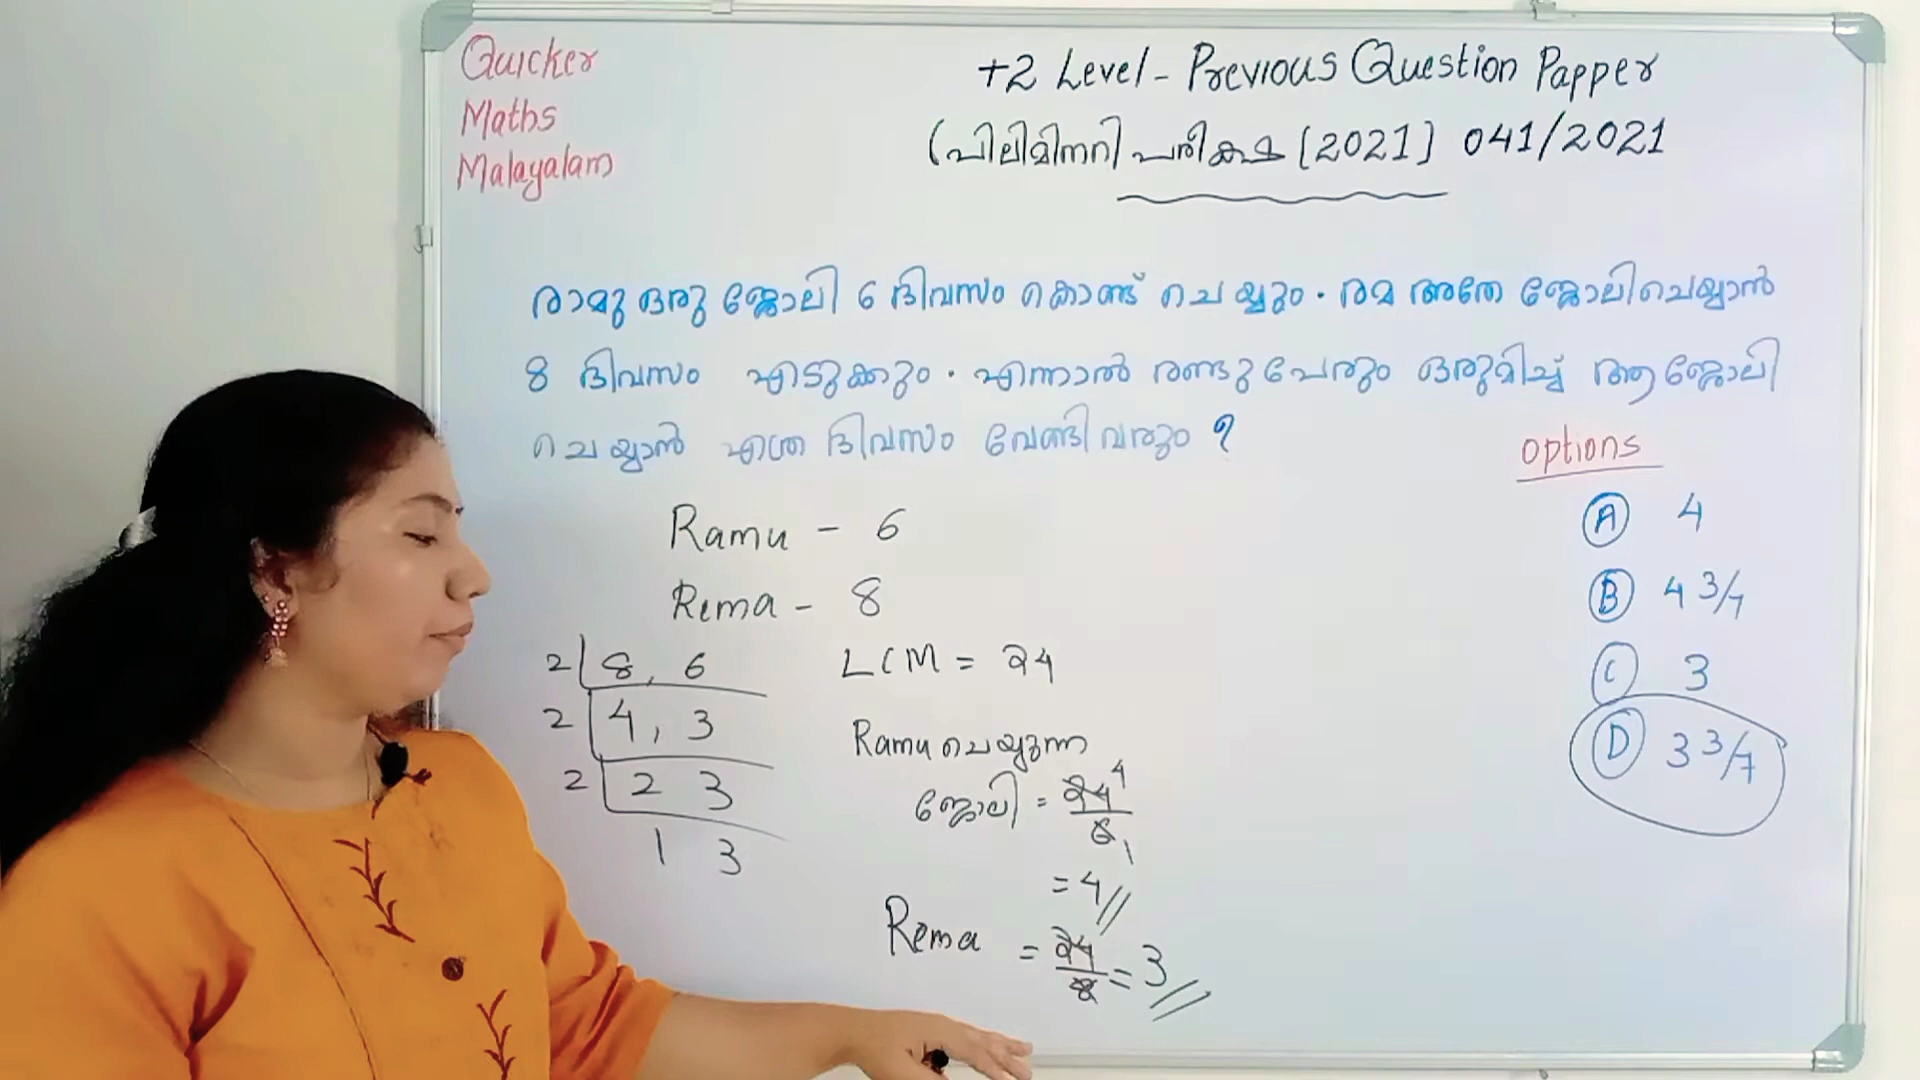 Quicker
Maths
Malayalam
+2 Level - Previous Question Papper
(പിലിമിനറി പരീക്ഷ [2021] 041/2021
രാമു ഒരു ജോലി 6 ദിവസം കൊണ്ട് ചെയ്യും. രമ അതേ ജോലി ചെയ്യാൻ
8 ദിവസം എടുക്കും. എന്നാൽ രണ്ടു പേരും ഒരുമിച്ച് ആ ജോലി
ചെയ്യാൻ എത്ര ദിവസം വേണ്ടി വരും ?
options
A 4
B 4 3/7
C 3
D 3 3/7
Ramu - 6
Rema - 8
2 8, 6
2 4, 3
2 2 3
1 3
LCM = 24
Ramu ചെയ്യുന്ന
ജോലി = 24/6 4 1
= 4//
Rema = 24/8 = 3//